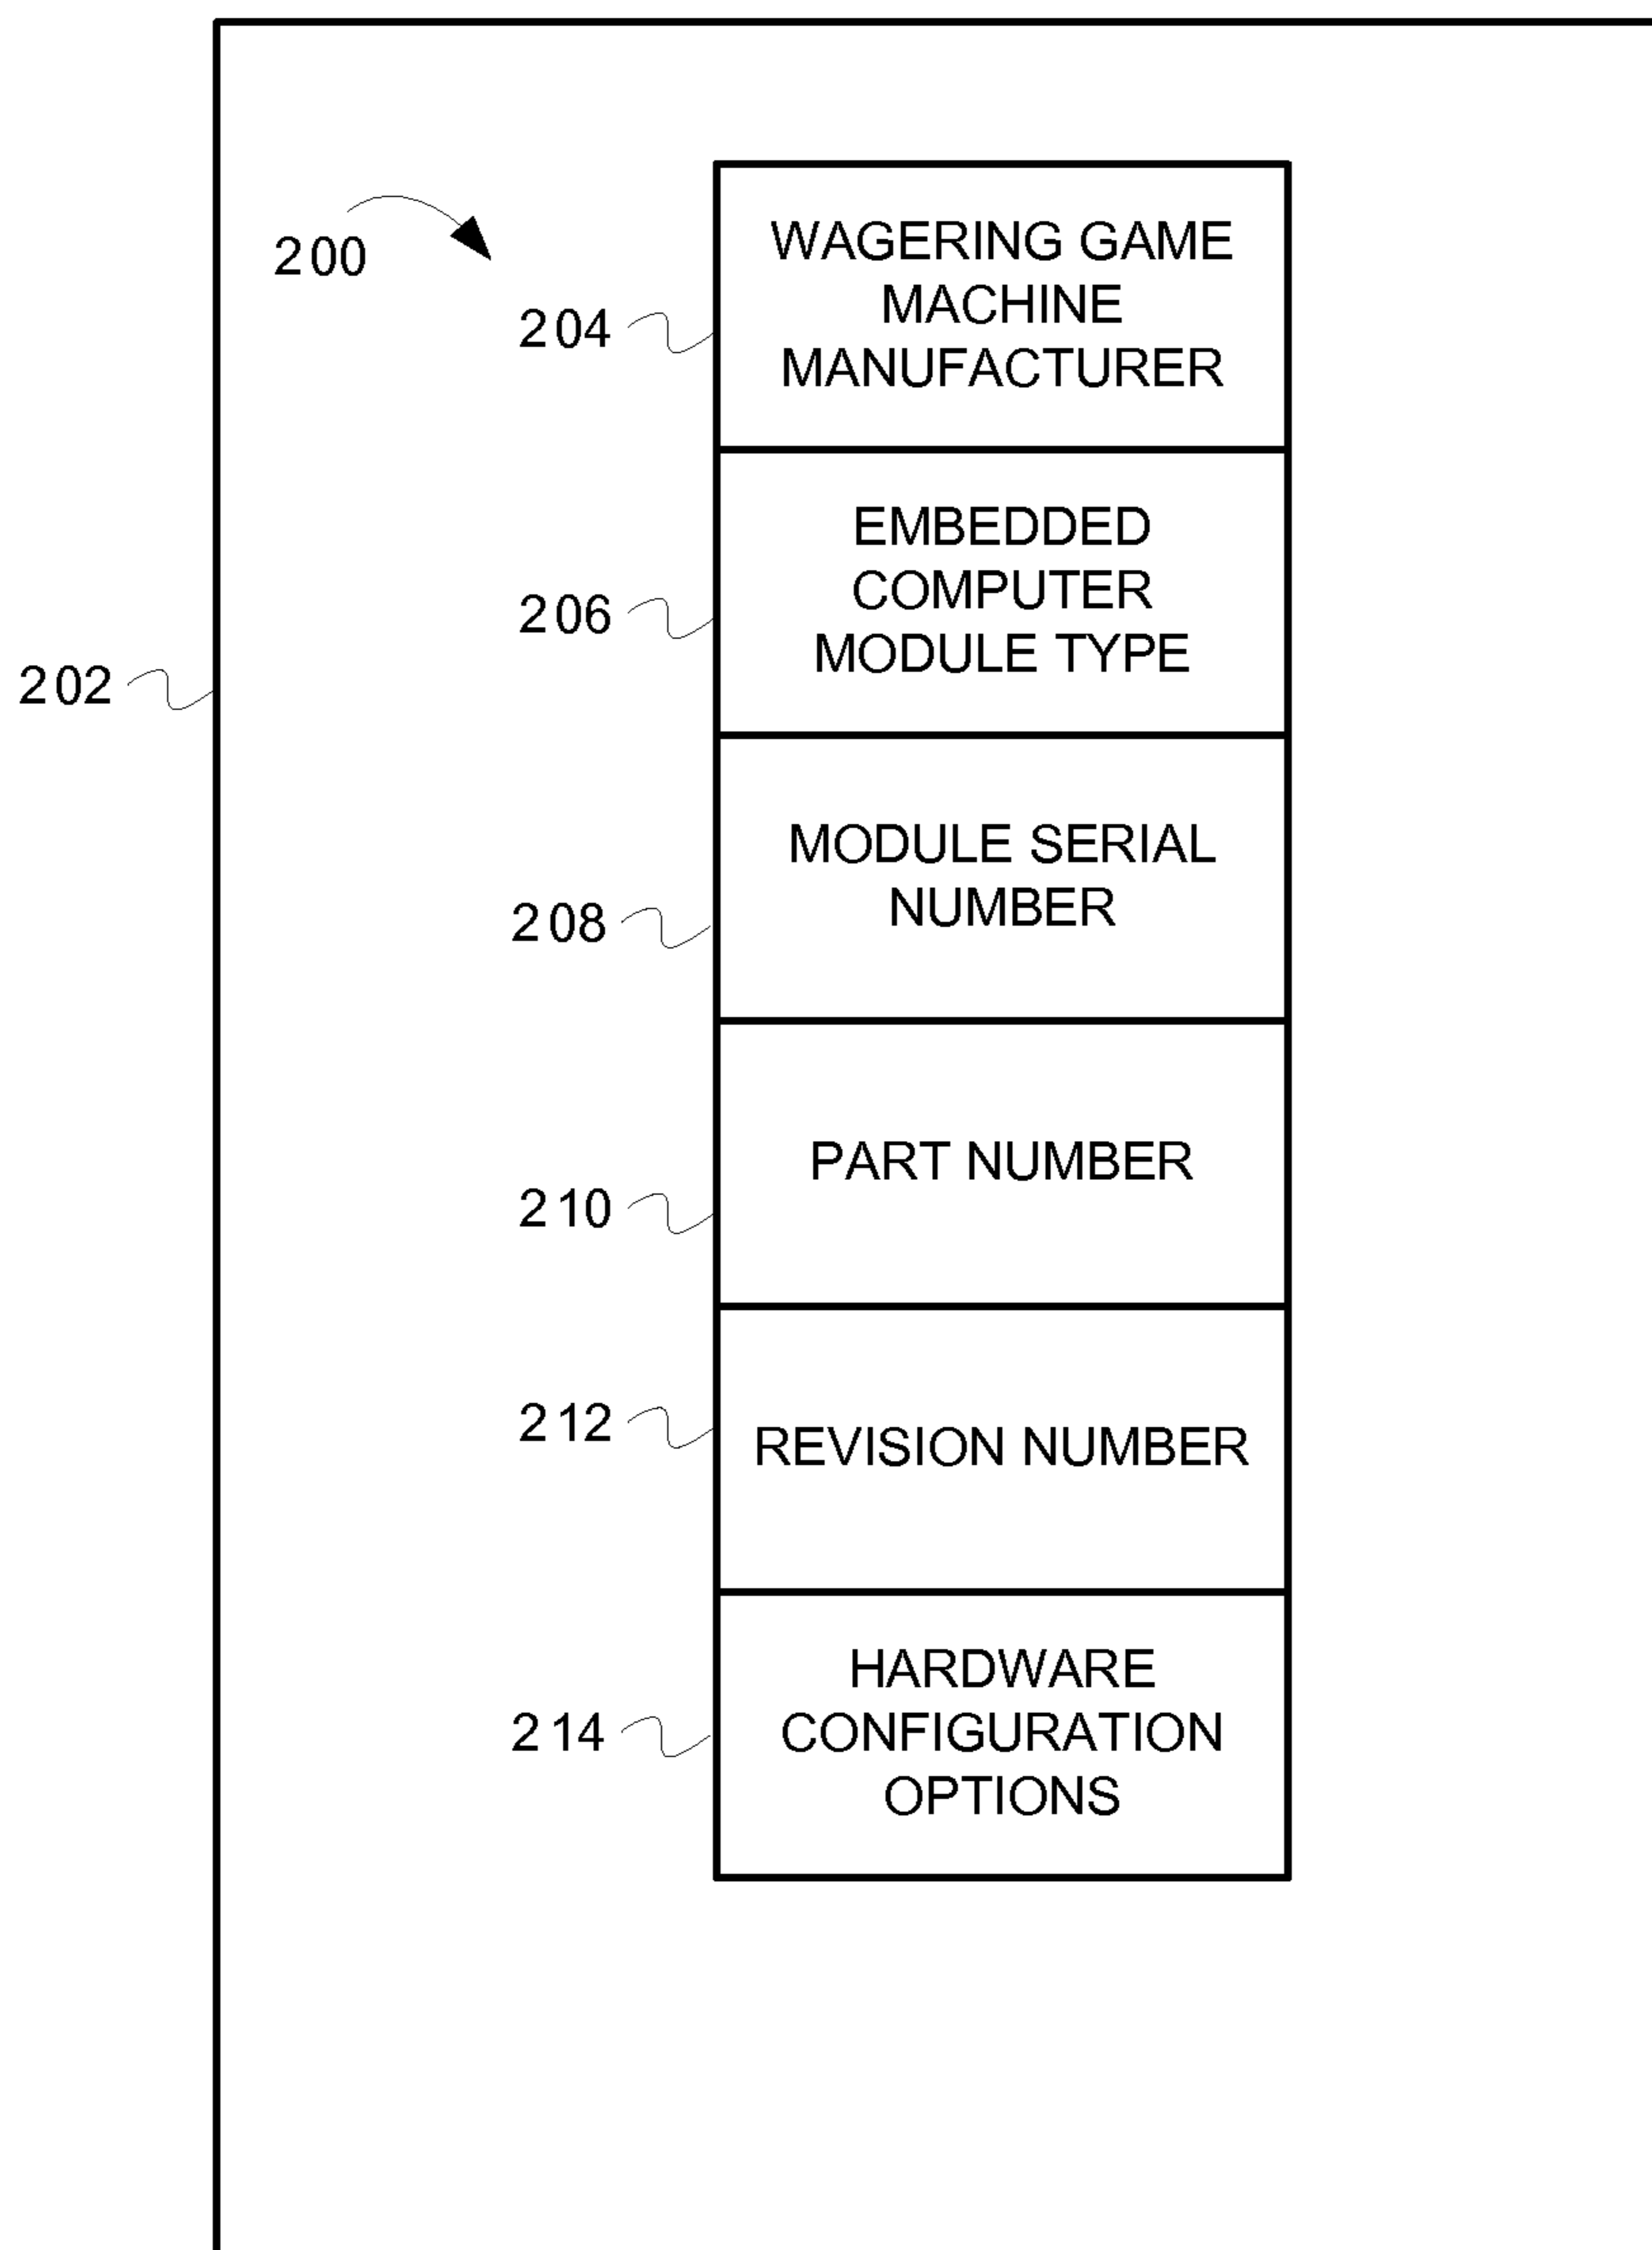 200
204
WAGERING GAME
MACHINE
MANUFACTURER
206
EMBEDDED
COMPUTER
MODULE TYPE
202
208
MODULE SERIAL
NUMBER
210
PART NUMBER
212
REVISION NUMBER
214
HARDWARE
CONFIGURATION
OPTIONS